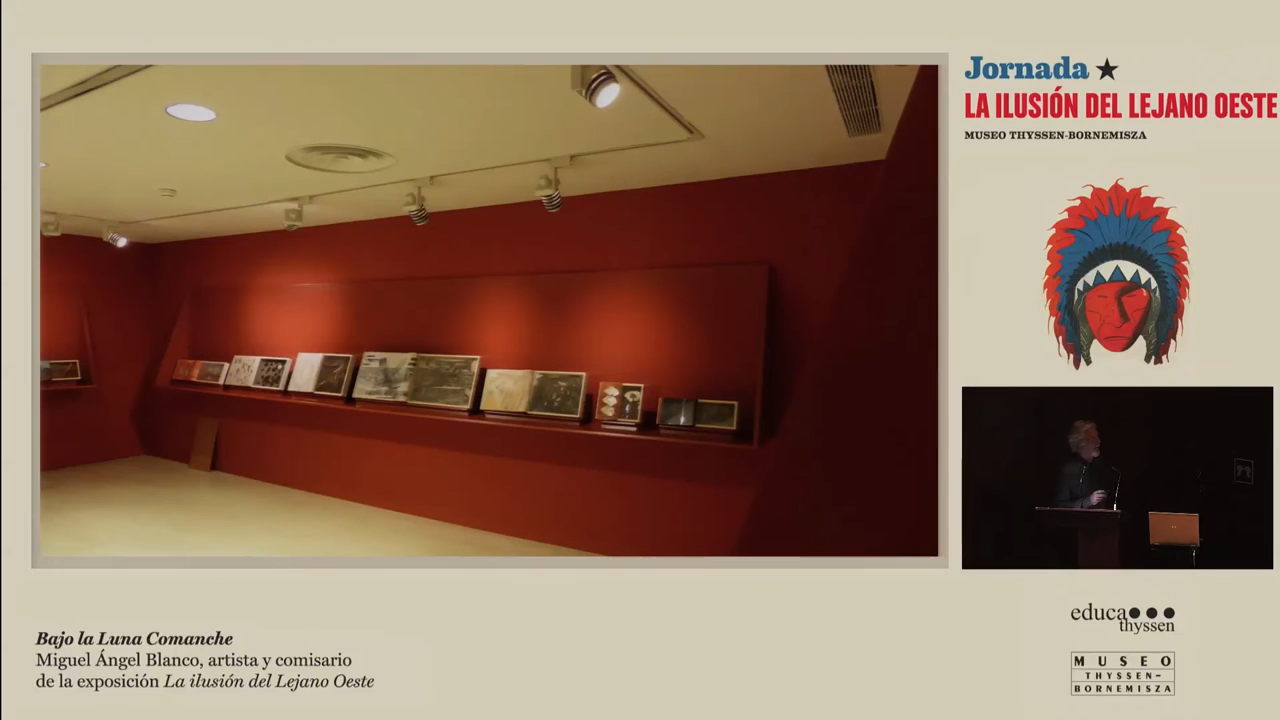 Jornada ★
LA ILUSIÓN DEL LEJANO OESTE
MUSEO THYSSEN-BORNEMISZA
Bajo la Luna Comanche
Miguel Ángel Blanco, artista y comisario
de la exposición La ilusión del Lejano Oeste
educa●●●
thyssen
MUSEO
THYSSEN-
BORNEMISZA